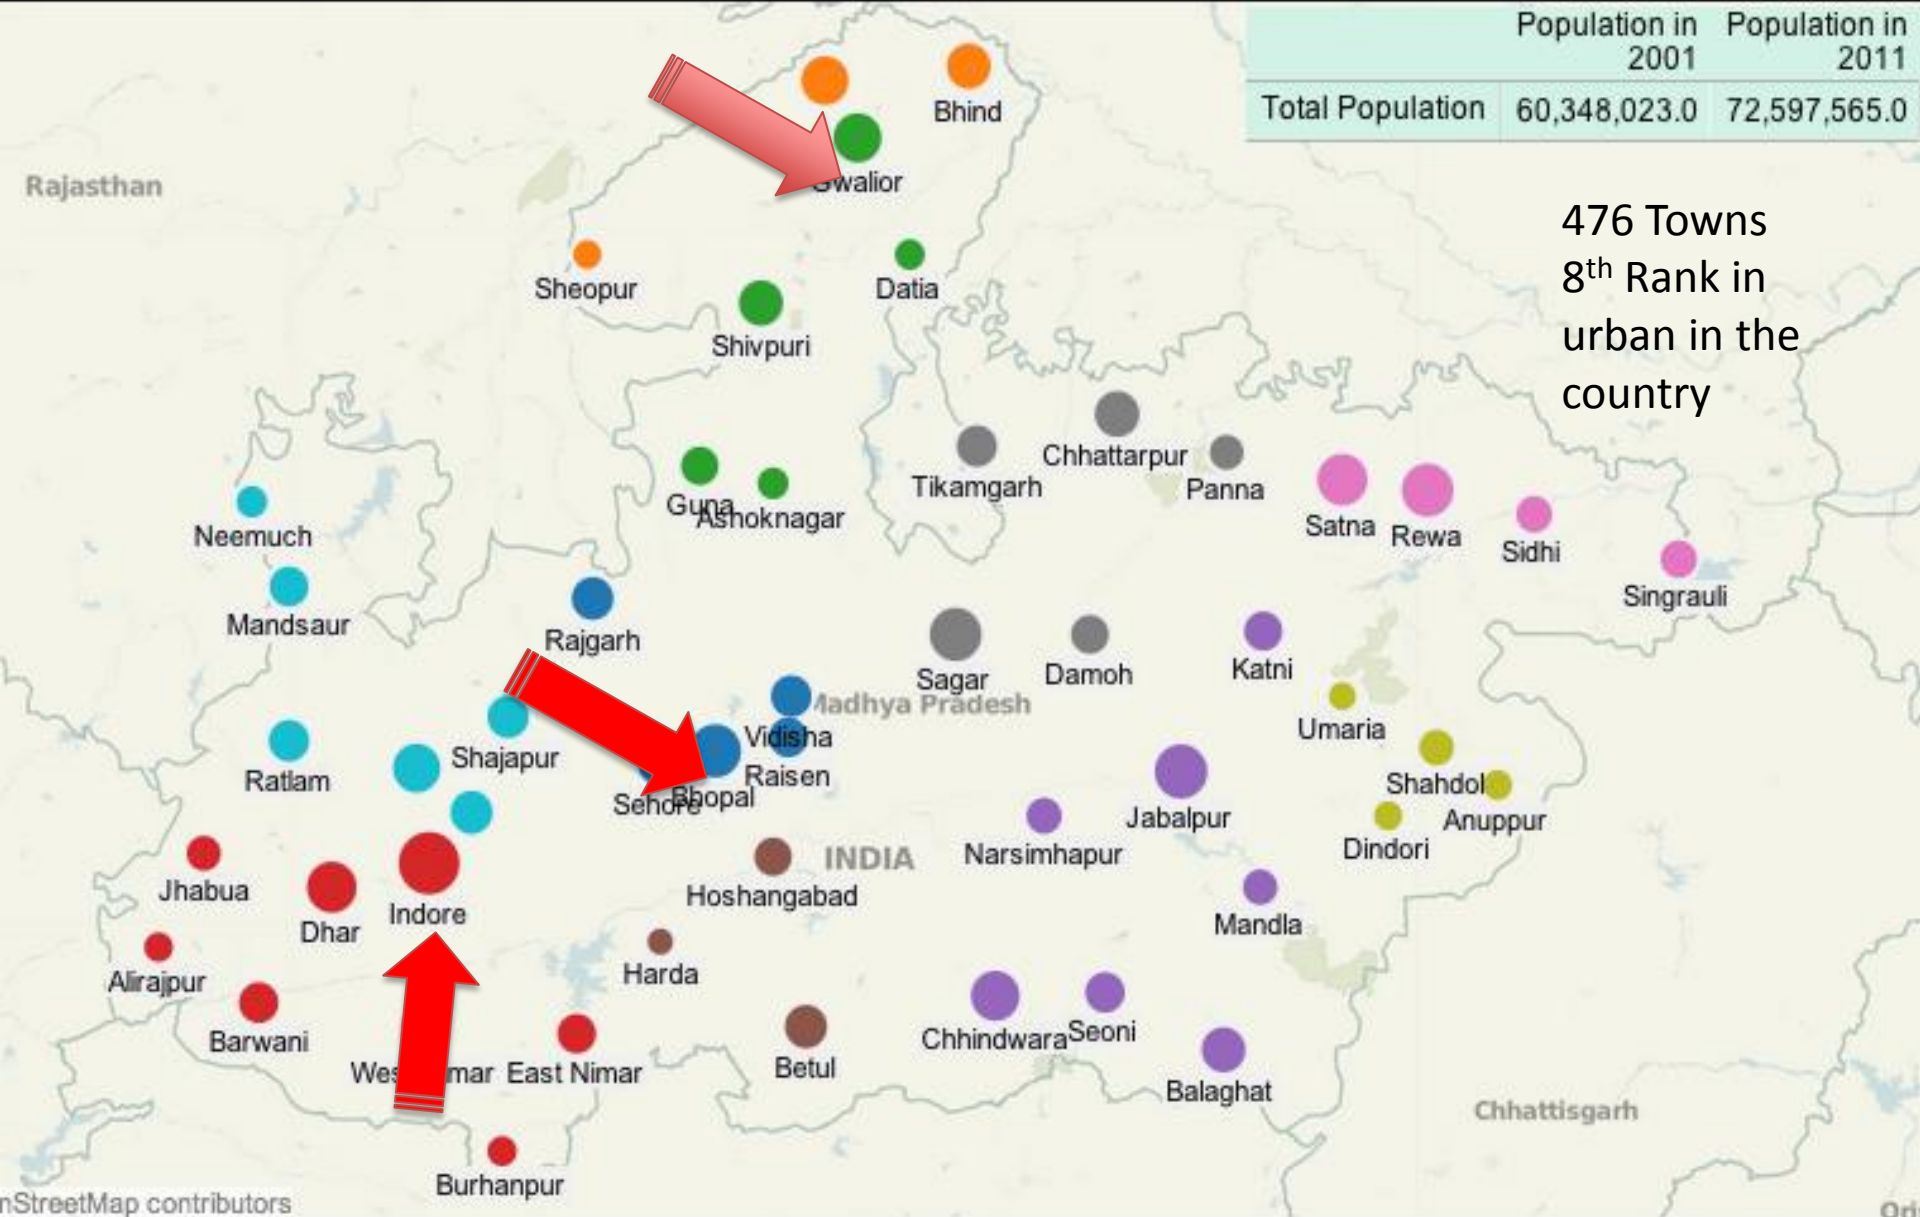 Population in Population in
2001 2011
Total Population 60,348,023.0 72,597,565.0
Bhind
Rajasthan
Gwalior
476 Towns
8th Rank in
urban in the
country
Sheopur
Datia
Shivpuri
Chhattarpur
Tikamgarh
Panna
Guna
Ashoknagar
Satna
Rewa
Sidhi
Neemuch
Singrauli
Mandsaur
Rajgarh
Sagar
Damoh
Katni
Madhya Pradesh
Umaria
Vidisha
Shajapur
Ratlam
Raisen
Shahdol
Bhopal
Sehore
Jabalpur
Anuppur
Narsimhapur
Dindori
INDIA
Jhabua
Hoshangabad
Indore
Dhar
Mandla
Harda
Alirajpur
Barwani
Chhindwara
Seoni
Betul
East Nimar
Balaghat
Chhattisgarh
Burhanpur
nStreetMap contributors